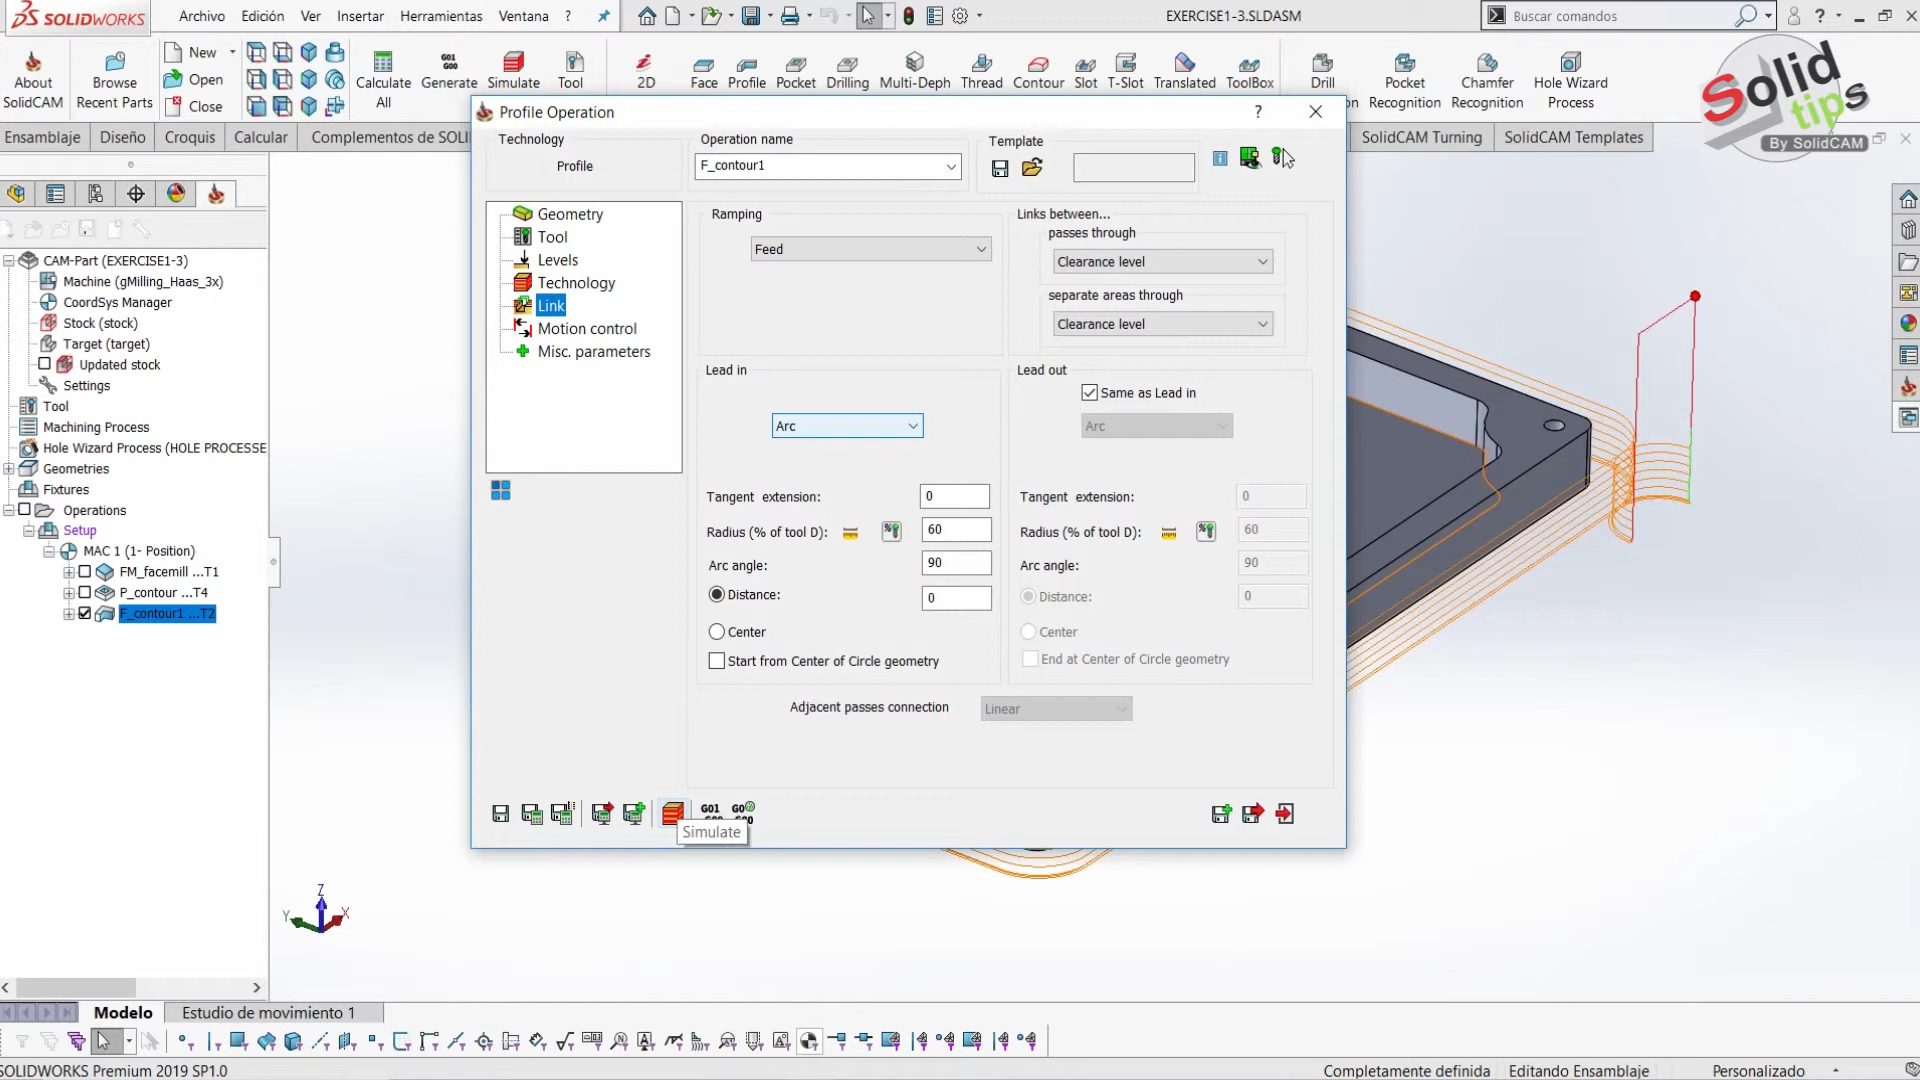 SOLIDWORKS
Archivo Edición Ver Insertar Herramientas Ventana ?
EXERCISE1-3.SLDASM
Buscar comandos
About SolidCAM
Browse Recent Parts
New
Open
Close
Calculate All
G01 G00 Generate
Simulate
Tool
2D
Face
Profile
Pocket
Drilling
Multi-Deph
Thread
Contour
Slot
T-Slot
Translated
ToolBox
Drill
Pocket Recognition
Chamfer Recognition
Hole Wizard Process
Solid tips
By SolidCAM
Ensamblaje Diseño Croquis Calcular Complementos de SOLI
SolidCAM Turning SolidCAM Templates
CAM-Part (EXERCISE1-3)
Machine (gMilling_Haas_3x)
CoordSys Manager
Stock (stock)
Target (target)
Updated stock
Settings
Tool
Machining Process
Hole Wizard Process (HOLE PROCESSE
Geometries
Fixtures
Operations
Setup
MAC 1 (1- Position)
FM_facemill ...T1
P_contour ...T4
F_contour1 ...T2
Profile Operation ?
Technology
Profile
Operation name
F_contour1
Template
Geometry
Tool
Levels
Technology
Link
Motion control
Misc. parameters
Ramping
Feed
Links between...
passes through
Clearance level
separate areas through
Clearance level
Lead in
Arc
Tangent extension: 0
Radius (% of tool D): 60
Arc angle: 90
Distance: 0
Center
Start from Center of Circle geometry
Lead out
Same as Lead in
Arc
Tangent extension: 0
Radius (% of tool D): 60
Arc angle: 90
Distance: 0
Center
End at Center of Circle geometry
Adjacent passes connection Linear
G01
Simulate
Z
Y
X
Modelo Estudio de movimiento 1
SOLIDWORKS Premium 2019 SP1.0
Completamente definida Editando Ensamblaje Personalizado